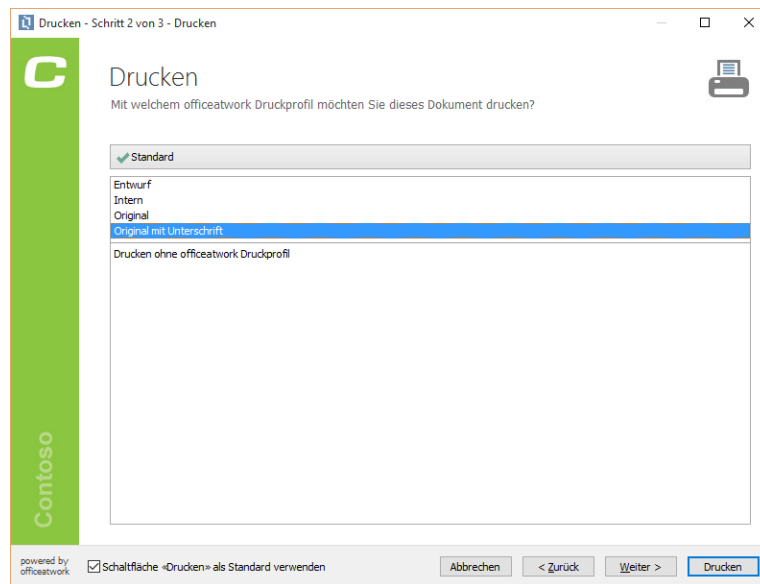 Drucken - Schritt 2 von 3 - Drucken
C
Drucken
Mit welchem officeatwork Druckprofil möchten Sie dieses Dokument drucken?
Standard
Entwurf
Intern
Original
Original mit Unterschrift
Drucken ohne officeatwork Druckprofil
Contoso
powered by
officeatwork
Schaltfläche «Drucken» als Standard verwenden
Abbrechen
< Zurück
Weiter >
Drucken